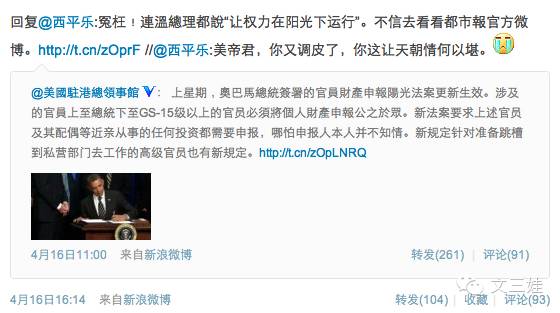 回复@西平乐:冤枉！連溫總理都說“让权力在阳光下运行”。不信去看看都市報官方微
博。http://t.cn/zOprF //@西平乐:美帝君，你又調皮了，你这让天朝情何以堪。
@美國駐港總領事館 V： 上星期，奧巴馬總統簽署的官員財產申報陽光法案更新生效。涉及
的官員上至總統下至GS-15級以上的官員必須將個人財產申報公之於眾。新法案要求上述官員
及其配偶等近亲从事的任何投资都需要申报，哪怕申报人本人并不知情。新规定针对准备跳槽
到私营部门去工作的高级官员也有新規定。http://t.cn/zOpLNRQ
4月16日11:00 来自新浪微博 转发(261) | 评论(91)
4月16日16:14 来自新浪微博 转发(104) | 收藏 | 评论(93)
文三娃